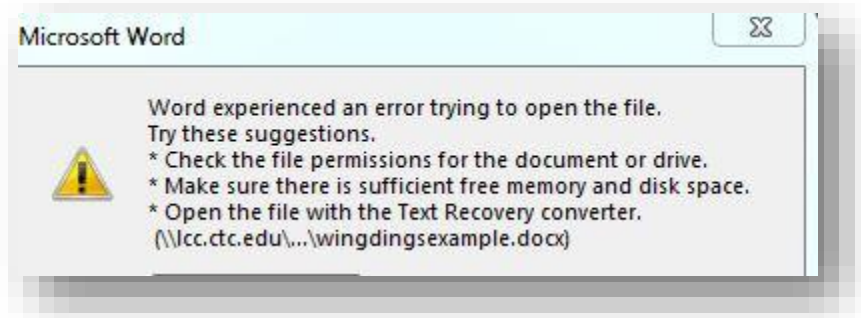 Microsoft Word
Word experienced an error trying to open the file.
Try these suggestions.
* Check the file permissions for the document or drive.
* Make sure there is sufficient free memory and disk space.
* Open the file with the Text Recovery converter.
(\\lcc.ctc.edu\...\wingdingsexample.docx)